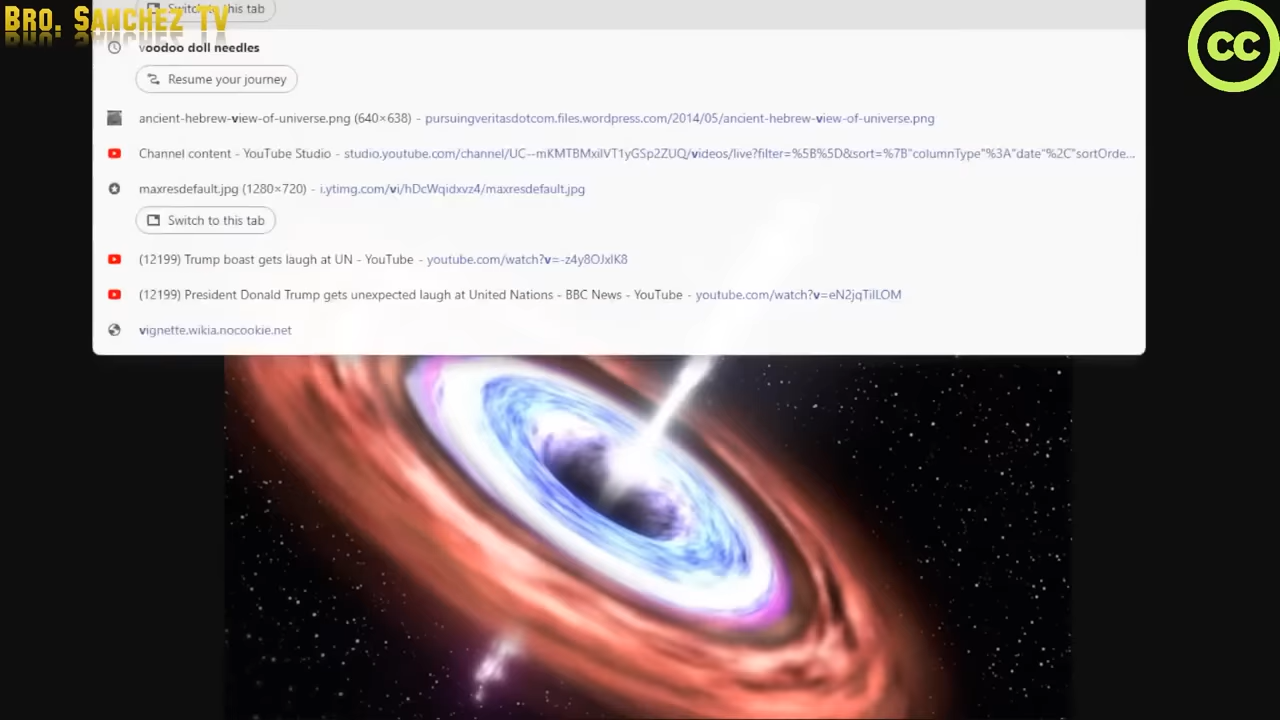 Bro. Sanchez TV
Switch to this tab
CC
voodoo doll needles
Resume your journey
ancient-hebrew-view-of-universe.png (640×638) - pursuingveritasdotcom.files.wordpress.com/2014/05/ancient-hebrew-view-of-universe.png
Channel content - YouTube Studio - studio.youtube.com/channel/UC--mKMTBMxilVT1yGSp2ZUQ/videos/live?filter=%5B%5D&sort=%7B"columnType"%3A"date"%2C"sortOrde...
maxresdefault.jpg (1280×720) - i.ytimg.com/vi/hDcWqidxvz4/maxresdefault.jpg
Switch to this tab
(12199) Trump boast gets laugh at UN - YouTube - youtube.com/watch?v=-z4y8OJxlK8
(12199) President Donald Trump gets unexpected laugh at United Nations - BBC News - YouTube - youtube.com/watch?v=eN2jqTilLOM
vignette.wikia.nocookie.net